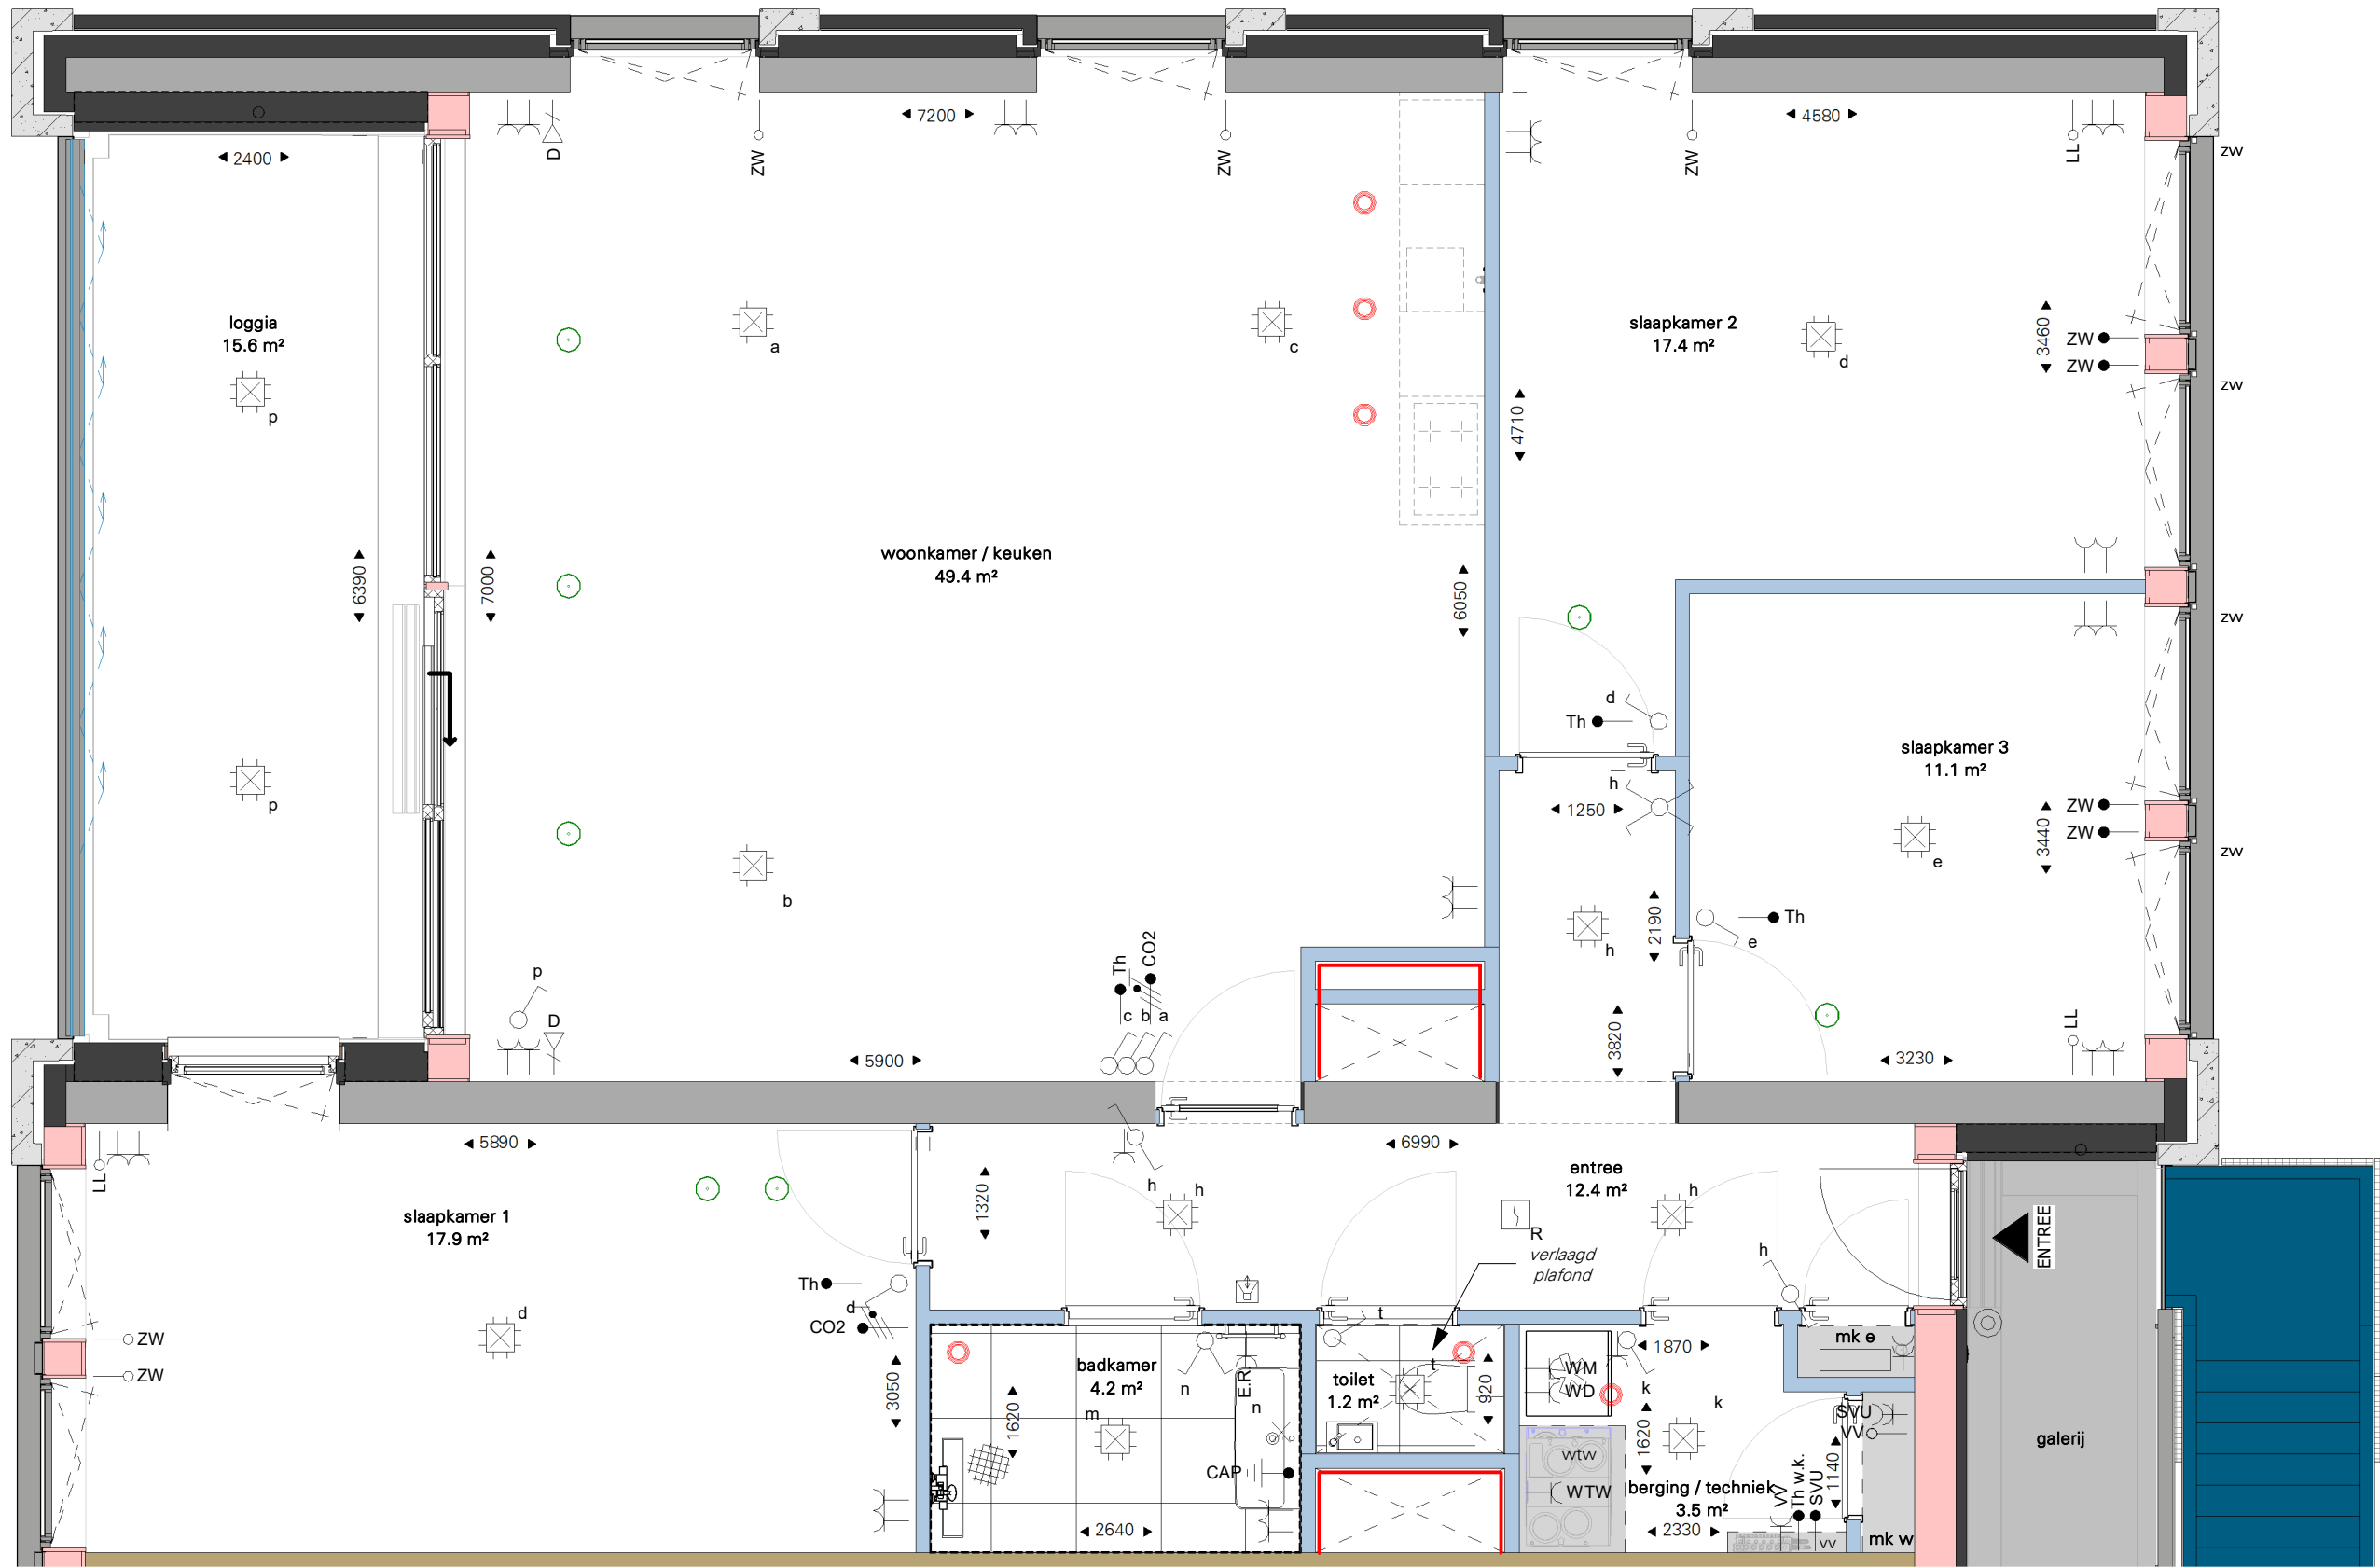 7200
4580
2400
D
ZW
ZW
ZW
LL
zw
loggia
15.6 m²
a
c
slaapkamer 2
17.4 m²
d
3460
ZW
ZW
zw
p
4710
woonkamer / keuken
49.4 m²
6390
7000
6050
zw
d
Th
slaapkamer 3
11.1 m²
h
1250
p
ZW
ZW
3440
zw
e
b
2190
Th
e
h
p
Th
CO2
c b a
D
LL
5900
3820
3230
5890
6990
LL
1320
h
h
entree
12.4 m²
h
slaapkamer 1
17.9 m²
R
verlaagd
plafond
h
ENTREE
Th
d
CO2
d
ZW
ZW
t
badkamer
4.2 m²
n
E.R.
n
m
1620
3050
toilet
1.2 m²
t
920
WM
WD
1870
k
k
mk e
SVU
VV
galerij
CAP
wtw
WTW
1620
berging / techniek
3.5 m²
VV
Th w.k.
SVU
1140
2640
2330
vv
mk w